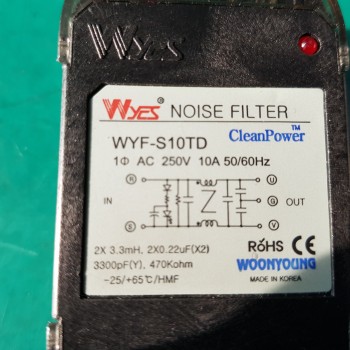 Wyes
Wyes® NOISE FILTER
WYF-S10TD CleanPower™
1Φ AC 250V 10A 50/60Hz
R U
IN Z G OUT
S V
2X 3.3mH, 2X0.22uF(X2)
3300pF(Y), 470Kohm
-25/+65℃/HMF
RoHS CE
WOONYOUNG
MADE IN KOREA